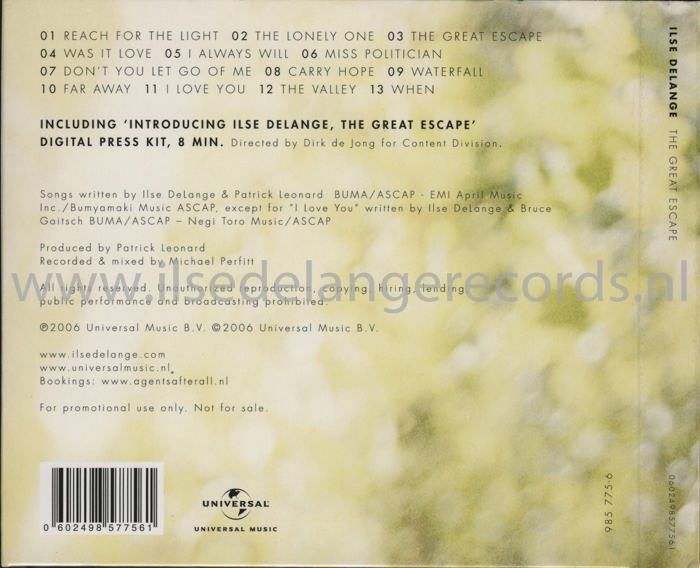 01 REACH FOR THE LIGHT 02 THE LONELY ONE 03 THE GREAT ESCAPE
04 WAS IT LOVE 05 I ALWAYS WILL 06 MISS POLITICIAN
07 DON'T YOU LET GO OF ME 08 CARRY HOPE 09 WATERFALL
10 FAR AWAY 11 I LOVE YOU 12 THE VALLEY 13 WHEN
INCLUDING 'INTRODUCING ILSE DELANGE, THE GREAT ESCAPE'
DIGITAL PRESS KIT, 8 MIN. Directed by Dirk de Jong for Content Division.
Songs written by Ilse DeLange & Patrick Leonard BUMA/ASCAP - EMI April Music
Inc./Bumyamaki Music ASCAP, except for "I Love You" written by Ilse DeLange & Bruce
Gaitsch BUMA/ASCAP – Negi Toro Music/ASCAP
Produced by Patrick Leonard
Recorded & mixed by Michael Perfitt
www.ilsedelangerecords.nl
All rights reserved. Unauthorized reproduction, copying, hiring, lending,
public performance and broadcasting prohibited.
℗2006 Universal Music B.V. ©2006 Universal Music B.V.
www.ilsedelange.com
www.universalmusic.nl
Bookings: www.agentsafterall.nl
For promotional use only. Not for sale.
0 602498 577561
UNIVERSAL
UNIVERSAL MUSIC
985 775-6
ILSE DELANGE THE GREAT ESCAPE
0602498577561